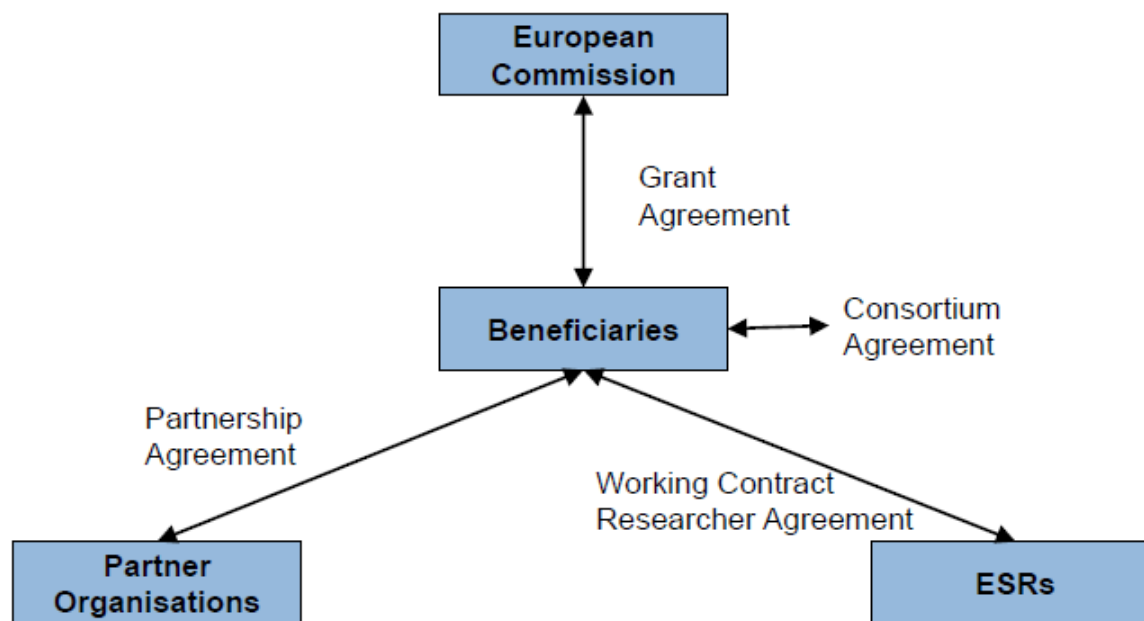 European
Commission
Grant
Agreement
Beneficiaries
Consortium
Agreement
Partnership
Agreement
Working Contract
Researcher Agreement
Partner
Organisations
ESRs